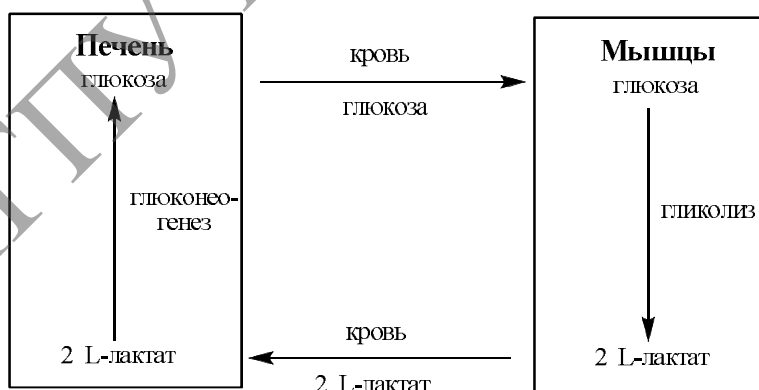 Печень
глюкоза
глюконео-
генез
2 L-лактат
кровь
глюкоза
Мышцы
глюкоза
гликолиз
2 L-лактат
кровь
2 L-лактат